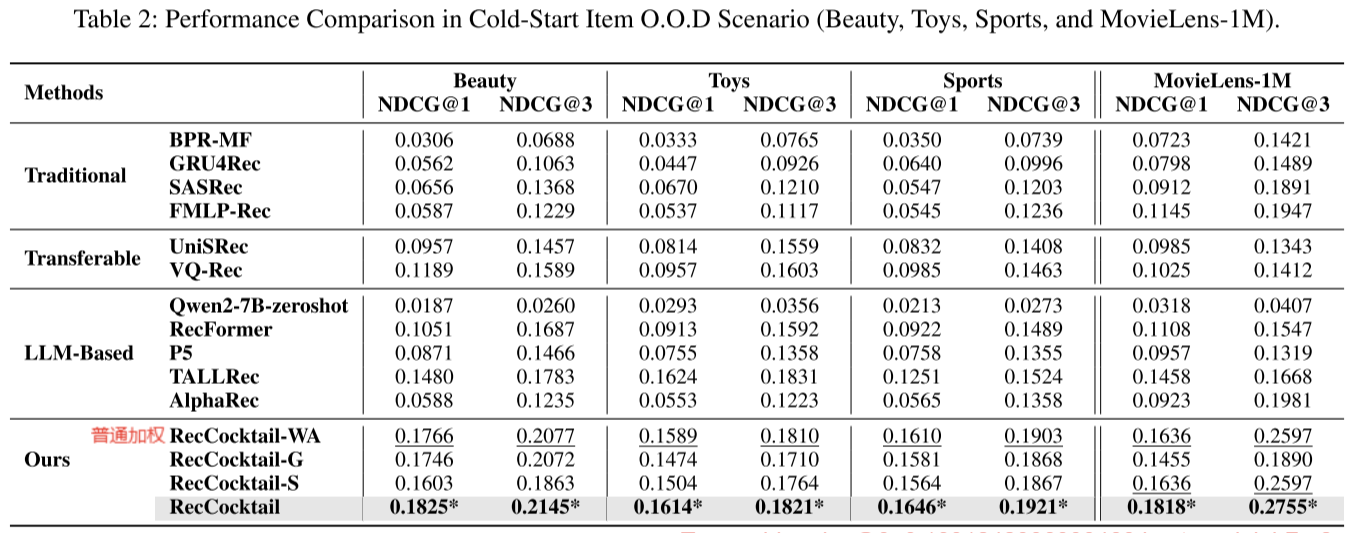 Table 2: Performance Comparison in Cold-Start Item O.O.D Scenario (Beauty, Toys, Sports, and MovieLens-1M).
Methods Beauty Toys Sports MovieLens-1M
NDCG@1 NDCG@3 NDCG@1 NDCG@3 NDCG@1 NDCG@3 NDCG@1 NDCG@3
Traditional
BPR-MF 0.0306 0.0688 0.0333 0.0765 0.0350 0.0739 0.0723 0.1421
GRU4Rec 0.0562 0.1063 0.0447 0.0926 0.0640 0.0996 0.0798 0.1489
SASRec 0.0656 0.1368 0.0670 0.1210 0.0547 0.1203 0.0912 0.1891
FMLP-Rec 0.0587 0.1229 0.0537 0.1117 0.0545 0.1236 0.1145 0.1947
Transferable
UniSRec 0.0957 0.1457 0.0814 0.1559 0.0832 0.1408 0.0985 0.1343
VQ-Rec 0.1189 0.1589 0.0957 0.1603 0.0985 0.1463 0.1025 0.1412
LLM-Based
Qwen2-7B-zeroshot 0.0187 0.0260 0.0293 0.0356 0.0213 0.0273 0.0318 0.0407
RecFormer 0.1051 0.1687 0.0913 0.1592 0.0922 0.1489 0.1108 0.1547
P5 0.0871 0.1466 0.0755 0.1358 0.0758 0.1355 0.0957 0.1319
TALLRec 0.1480 0.1783 0.1624 0.1831 0.1251 0.1524 0.1458 0.1668
AlphaRec 0.0588 0.1235 0.0553 0.1223 0.0565 0.1358 0.0923 0.1981
Ours
普通加权 RecCocktail-WA 0.1766 0.2077 0.1589 0.1810 0.1610 0.1903 0.1636 0.2597
RecCocktail-G 0.1746 0.2072 0.1474 0.1710 0.1581 0.1868 0.1455 0.1890
RecCocktail-S 0.1603 0.1863 0.1504 0.1764 0.1564 0.1867 0.1636 0.2597
RecCocktail 0.1825* 0.2145* 0.1614* 0.1821* 0.1646* 0.1921* 0.1818* 0.2755*